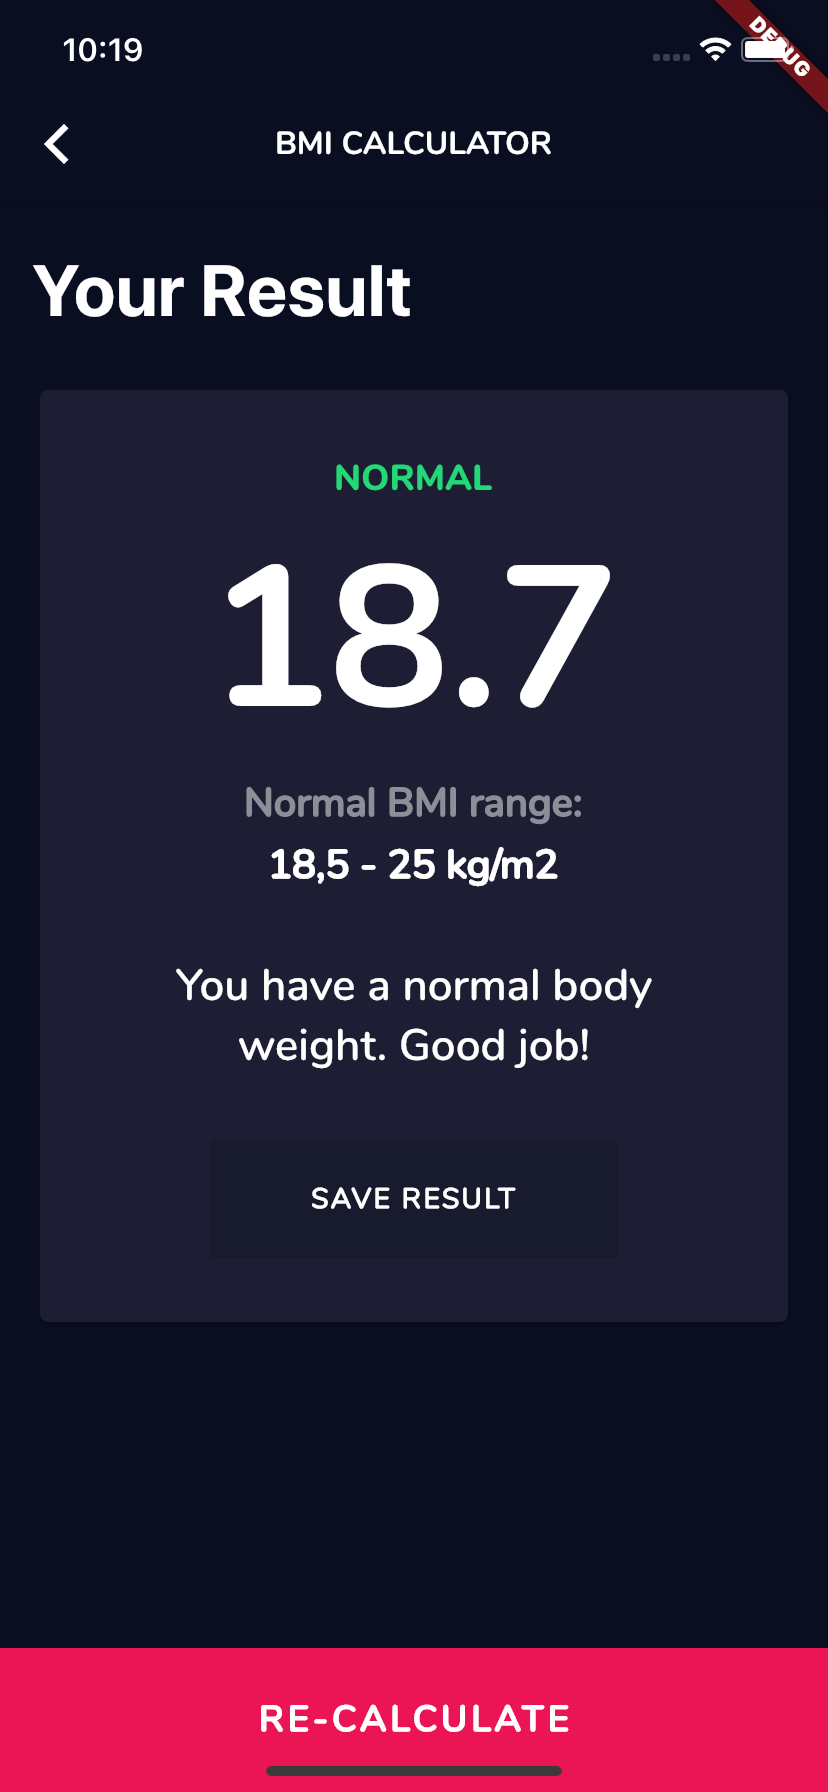 10:19
DEBUG
BMI CALCULATOR
Your Result
NORMAL
18.7
Normal BMI range:
18,5 - 25 kg/m2
You have a normal body
weight. Good job!
SAVE RESULT
RE-CALCULATE